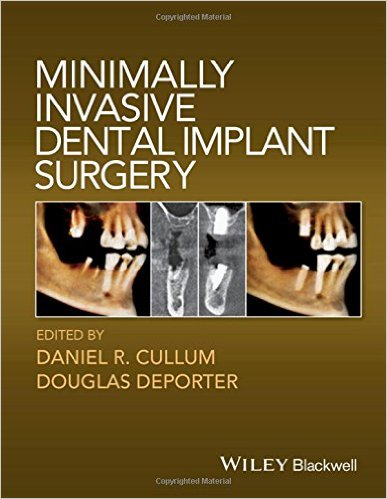 MINIMALLY
INVASIVE
DENTAL IMPLANT
SURGERY
EDITED BY
DANIEL R. CULLUM
DOUGLAS DEPORTER
WILEY Blackwell
Copyrighted Material
Copyrighted Material